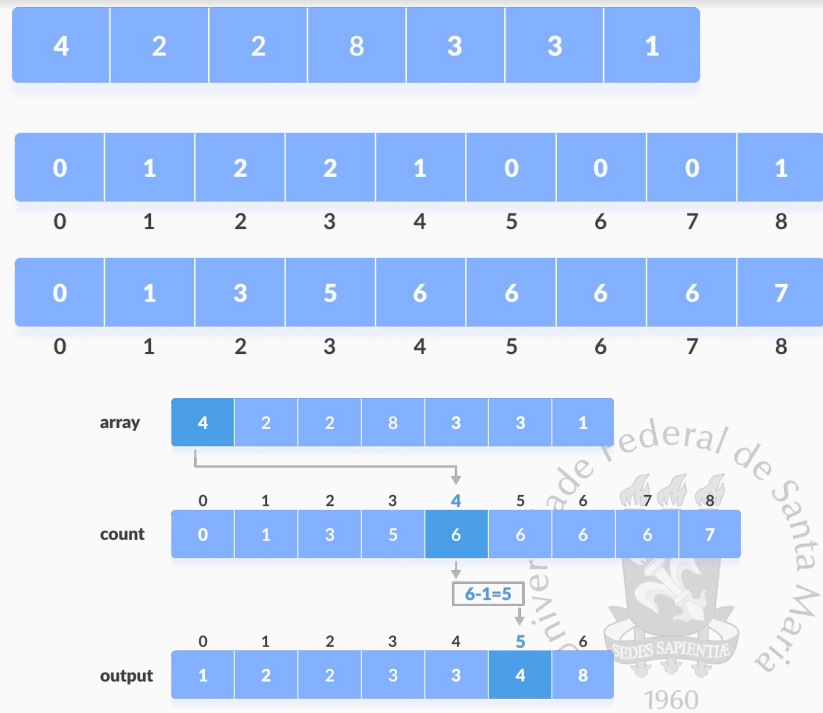 4 2 2 8 3 3 1
0 1 2 2 1 0 0 0 1
0 1 2 3 4 5 6 7 8
0 1 3 5 6 6 6 6 7
0 1 2 3 4 5 6 7 8
array 4 2 2 8 3 3 1
0 1 2 3 4 5 6 7 8
count 0 1 3 5 6 6 6 6 7
6-1=5
0 1 2 3 4 5 6
output 1 2 2 3 3 4 8
Federal de Santa Maria
SEDES SAPIENTIÆ
1960